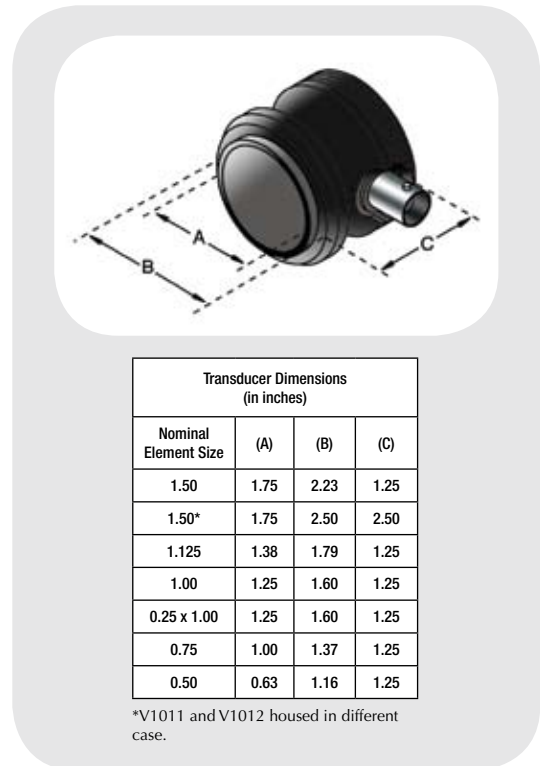 A
B
C
Transducer Dimensions
(in inches)
Nominal
Element Size (A) (B) (C)
1.50 1.75 2.23 1.25
1.50* 1.75 2.50 2.50
1.125 1.38 1.79 1.25
1.00 1.25 1.60 1.25
0.25 x 1.00 1.25 1.60 1.25
0.75 1.00 1.37 1.25
0.50 0.63 1.16 1.25
*V1011 and V1012 housed in different
case.